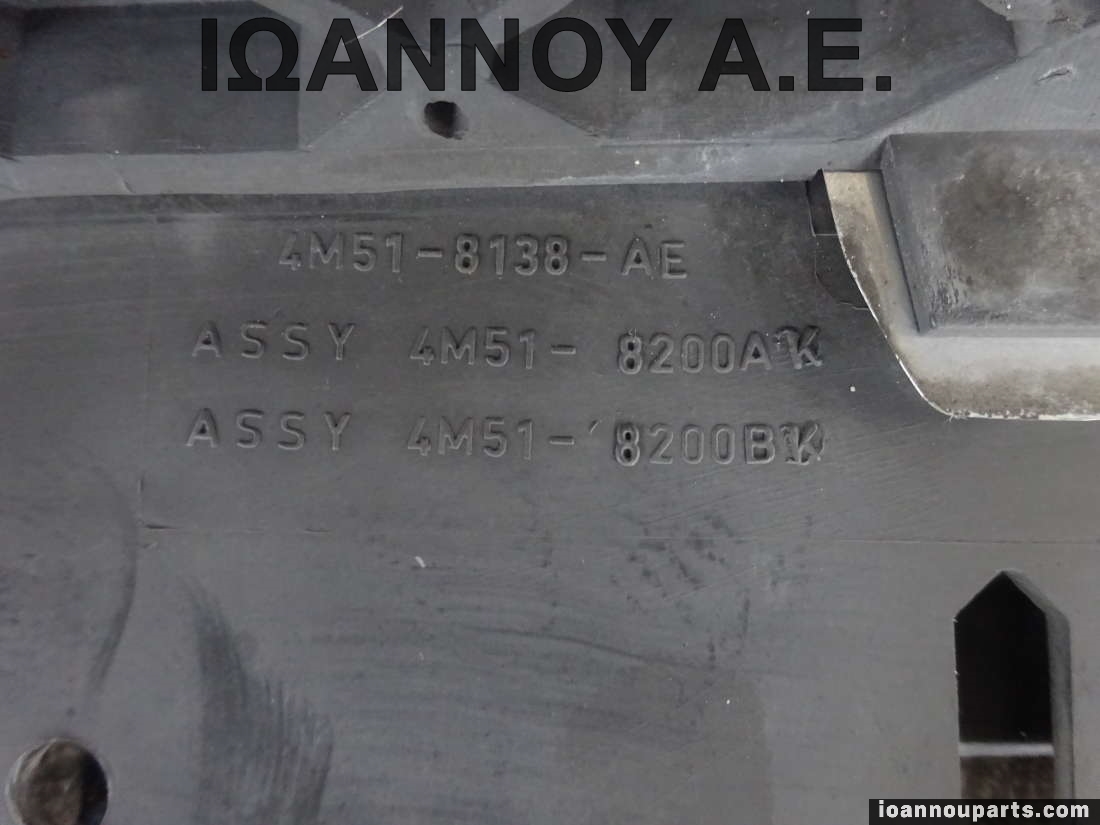 ΙΩΑΝΝΟΥ Α.Ε.
4M51-8138-AE
ASSY 4M51- 8200AK
ASSY 4M51- 8200BK
ioannouparts.com